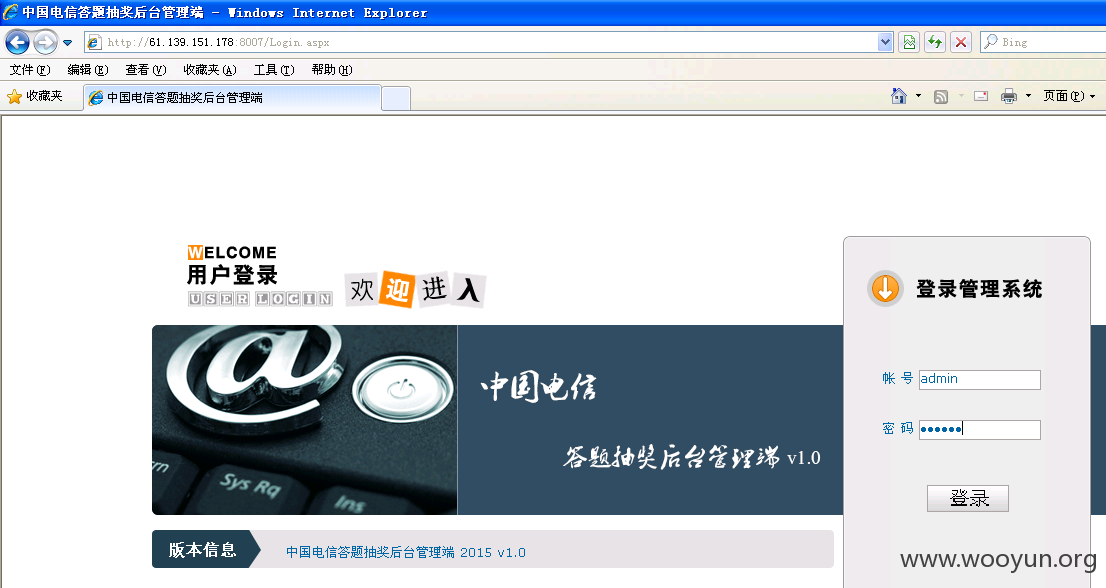 中国电信答题抽奖后台管理端 - Windows Internet Explorer
http://61.139.151.178:8007/Login.aspx
Bing
文件(F) 编辑(E) 查看(V) 收藏夹(A) 工具(T) 帮助(H)
收藏夹 中国电信答题抽奖后台管理端 页面(P)
WELCOME
用户登录
USER LOGIN
欢迎进入
登录管理系统
中国电信
答题抽奖后台管理端 v1.0
Sys Rq
Ins
帐 号 admin
密 码 ••••••
登录
版本信息 中国电信答题抽奖后台管理端 2015 v1.0
www.wooyun.org